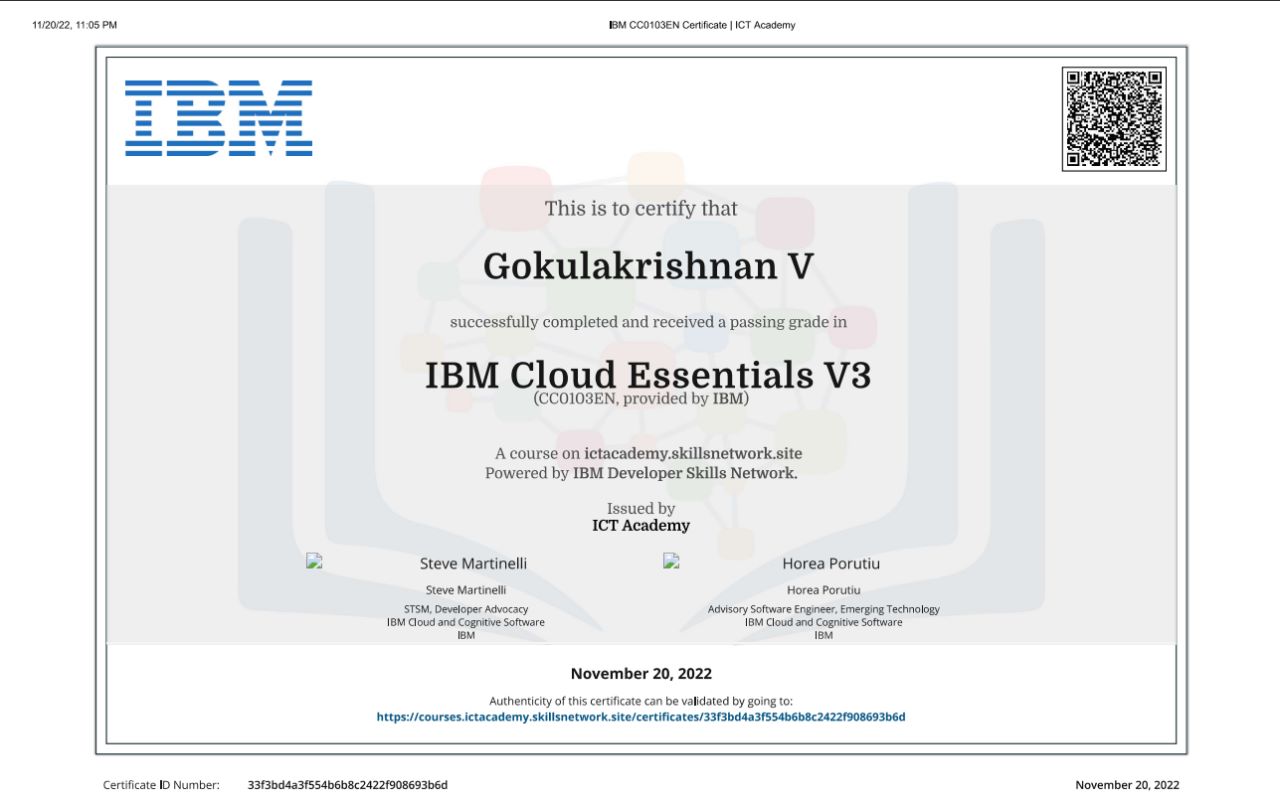 11/20/22, 11:05 PM
IBM CC0103EN Certificate | ICT Academy
IBM
This is to certify that
Gokulakrishnan V
successfully completed and received a passing grade in
IBM Cloud Essentials V3
(CC0103EN, provided by IBM)
A course on ictacademy.skillsnetwork.site
Powered by IBM Developer Skills Network.
Issued by
ICT Academy
Steve Martinelli
Steve Martinelli
STSM, Developer Advocacy
IBM Cloud and Cognitive Software
IBM
Horea Porutiu
Horea Porutiu
Advisory Software Engineer, Emerging Technology
IBM Cloud and Cognitive Software
IBM
November 20, 2022
Authenticity of this certificate can be validated by going to:
https://courses.ictacademy.skillsnetwork.site/certificates/33f3bd4a3f554b6b8c2422f908693b6d
Certificate ID Number: 33f3bd4a3f554b6b8c2422f908693b6d
November 20, 2022